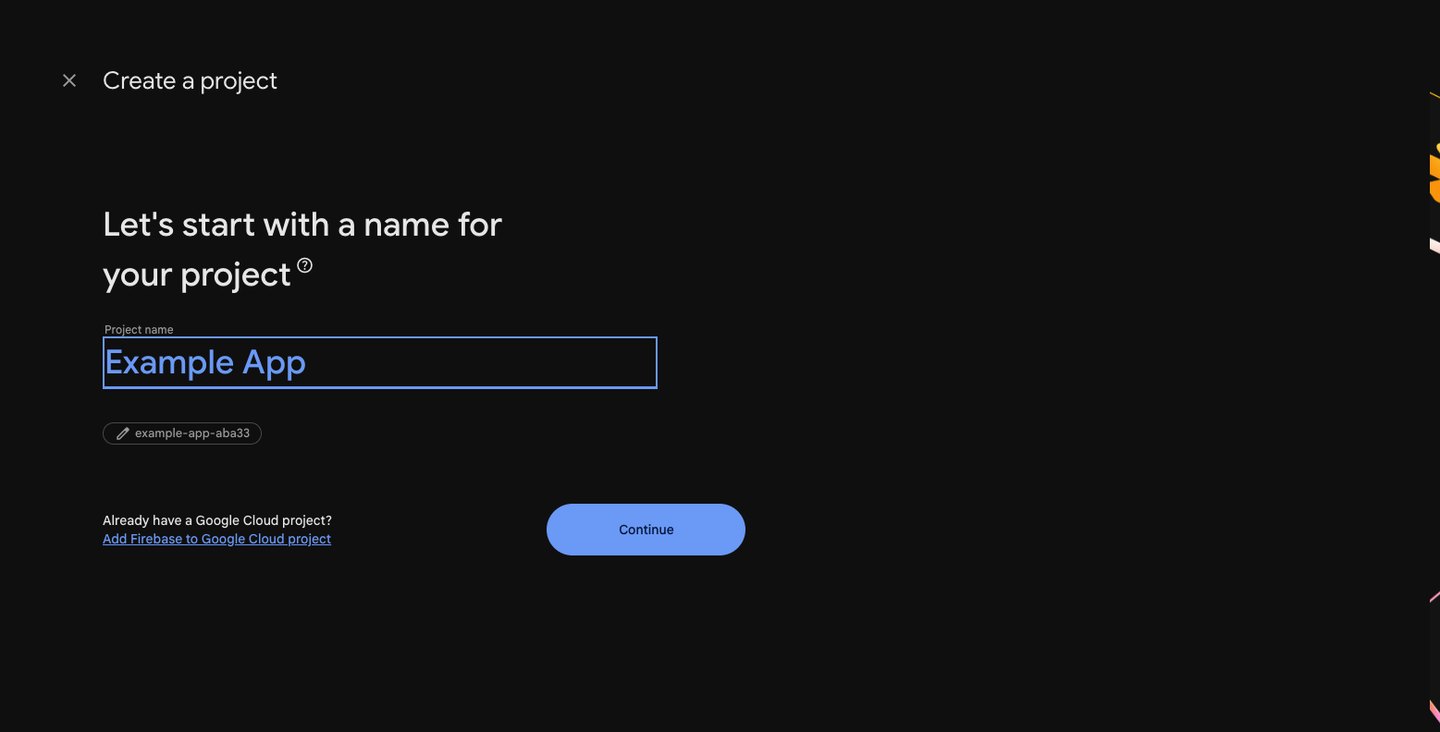 Create a project
Let's start with a name for
your project
Project name
Example App
example-app-aba33
Already have a Google Cloud project?
Add Firebase to Google Cloud project
Continue